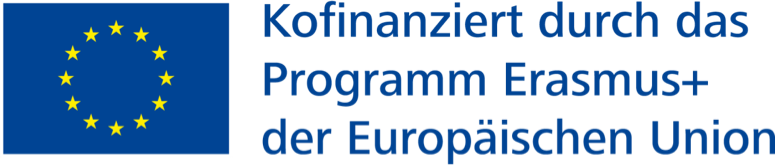 Kofinanziert durch das
Programm Erasmus+
der Europäischen Union